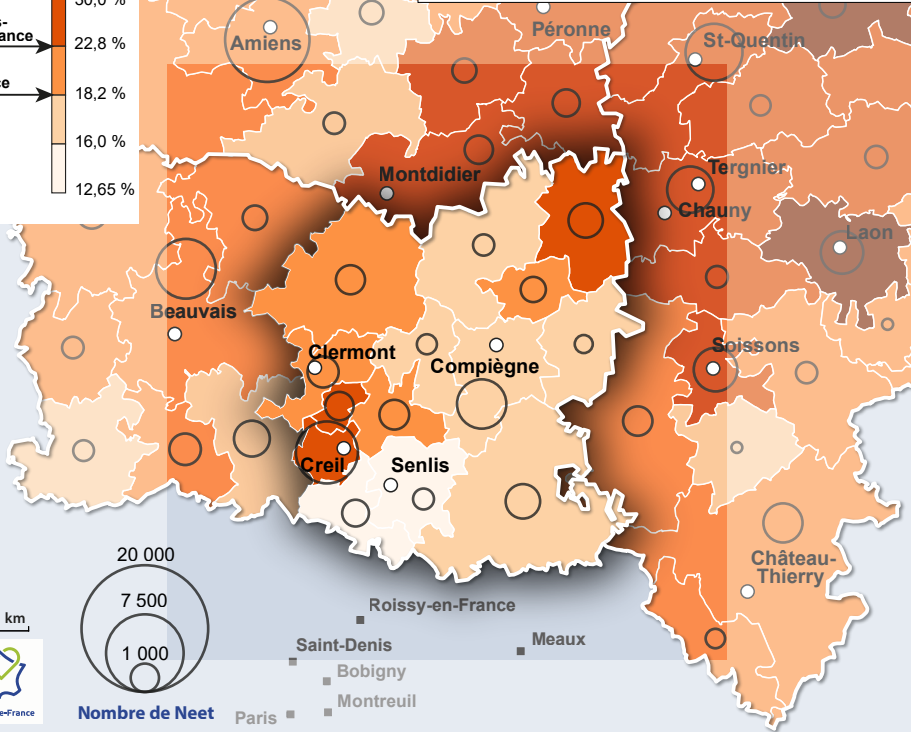 30,0 %
22,8 %
18,2 %
16,0 %
12,65 %
Amiens
Péronne
St-Quentin
Montdidier
Tergnier
Chauny
Laon
Beauvais
Clermont
Compiègne
Soissons
Creil
Senlis
Château-
Thierry
20 000
7 500
1 000
Nombre de Neet
km
Roissy-en-France
Saint-Denis
Meaux
Bobigny
Montreuil
Paris